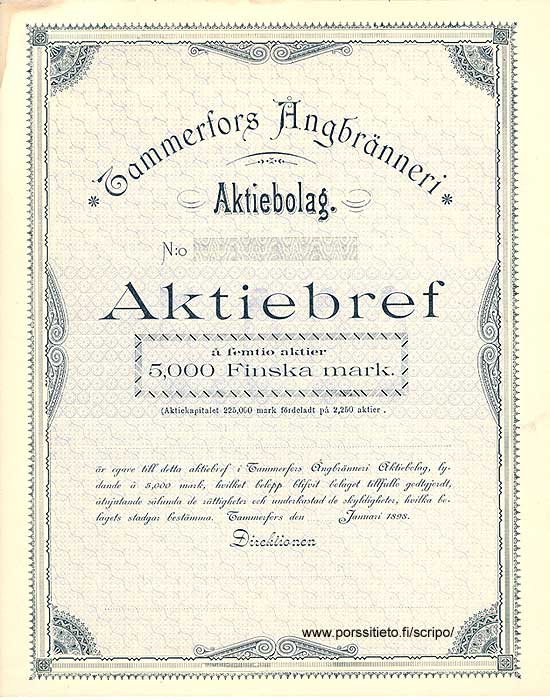 Tammerfors Ångbränneri
Aktiebolag.
N:o
Aktiebref
à femtio aktier
5,000 Finska mark.
(Aktiekapitalet 225,000 mark fördeladt på 2,250 aktier.
är egare till detta aktiebref i Tammerfors Ångbränneri Aktiebolag, ly-
dande à 5,000 mark, hvilket belopp blifvit bolaget tillfullo godtgjordt,
åtnjutande sålunda de rättigheter och underkastad de skyldigheter, hvilka bo-
lagets stadgar bestämma. Tammerfors den Januari 1898.
Direktionen
www.porssitieto.fi/scripo/